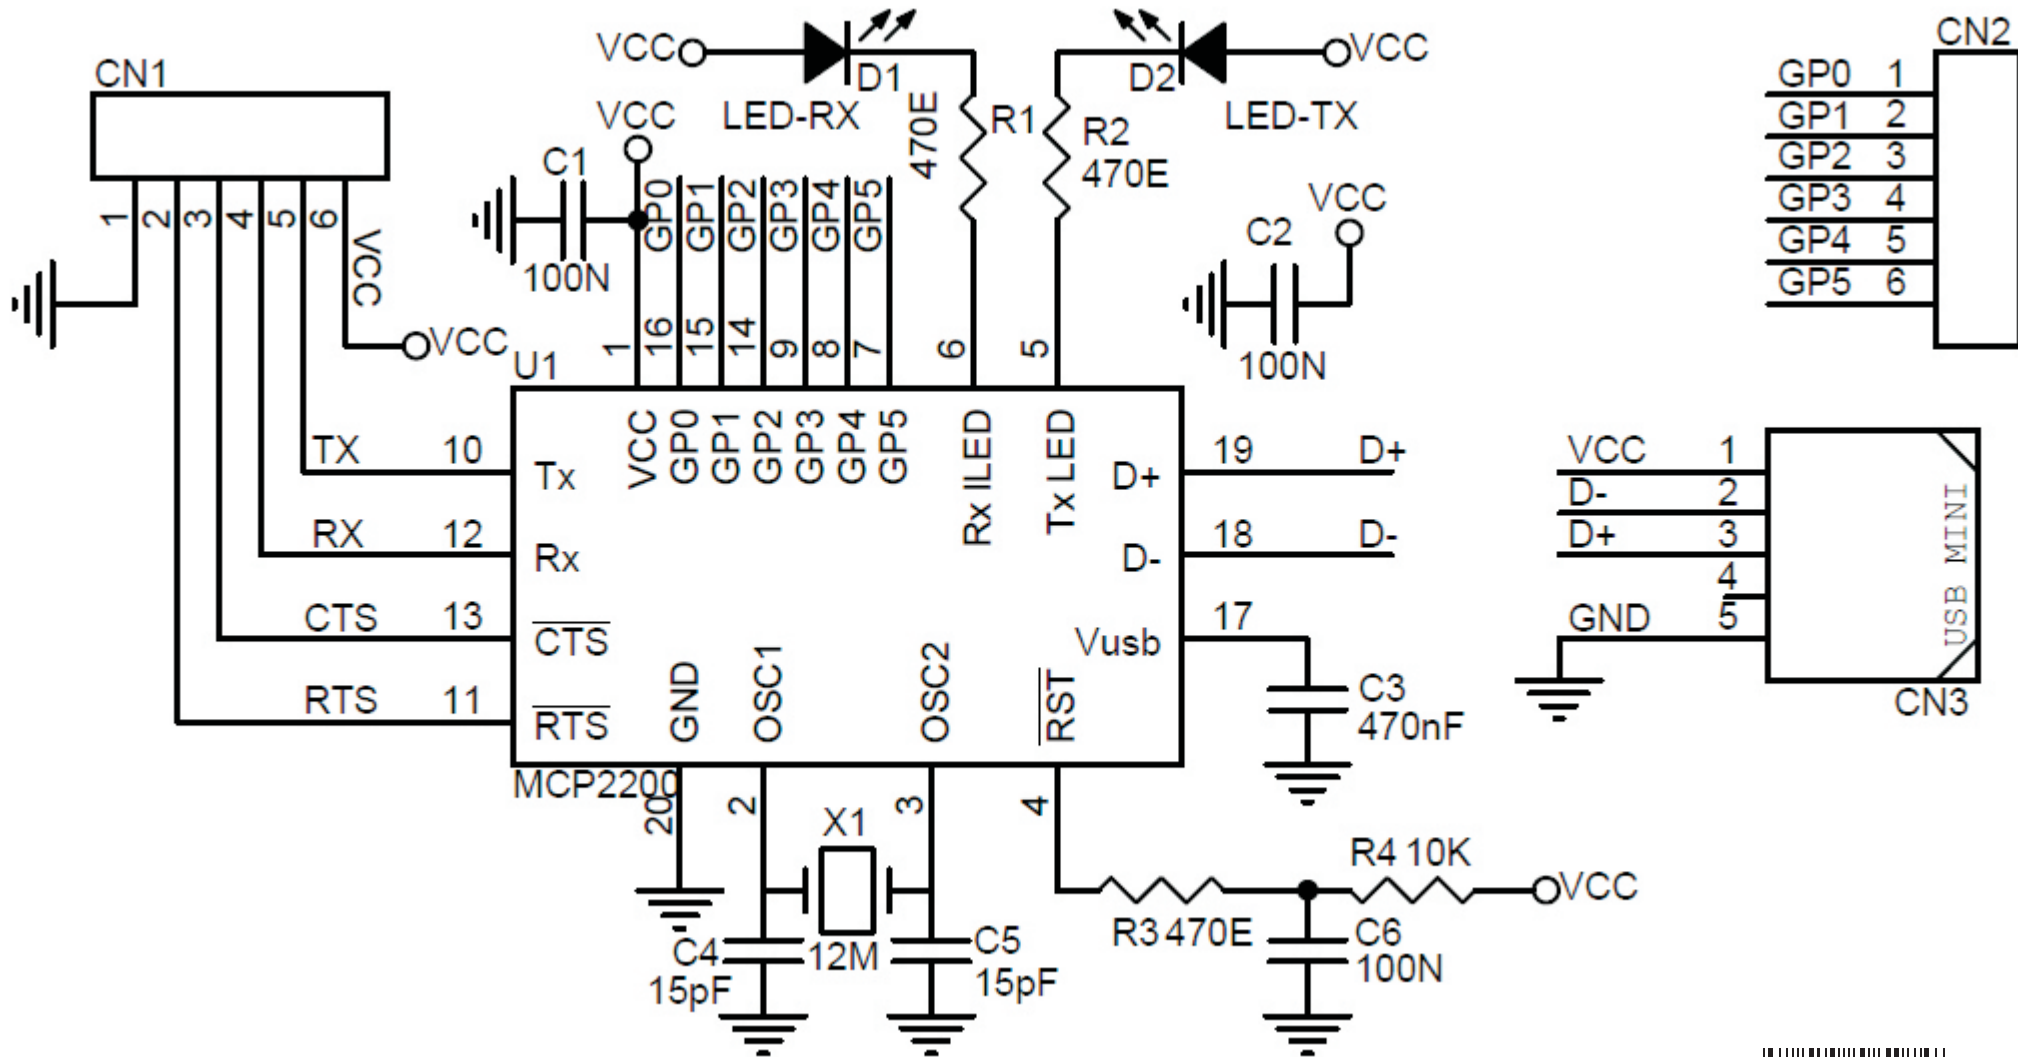 CN1
1
2
3
4
5
6
VCC
VCC
VCC
D1
LED-RX
470E
R1
VCC
D2
LED-TX
R2
470E
VCC
C1
100N
GP0
GP1
GP2
GP3
GP4
GP5
1
16
15
14
9
8
7
6
5
VCC
C2
100N
CN2
GP0 1
GP1 2
GP2 3
GP3 4
GP4 5
GP5 6
U1
VCC
GP0
GP1
GP2
GP3
GP4
GP5
Rx lLED
Tx LED
TX 10 Tx
RX 12 Rx
CTS 13 CTS
RTS 11 RTS
D+ 19 D+
D- 18 D-
Vusb 17
C3
470nF
GND
OSC1
OSC2
RST
MCP2200
20
2
3
4
X1
12M
C4
15pF
C5
15pF
R3 470E
R4 10K
VCC
C6
100N
VCC 1
D- 2
D+ 3
4
GND 5
USB MINI
CN3